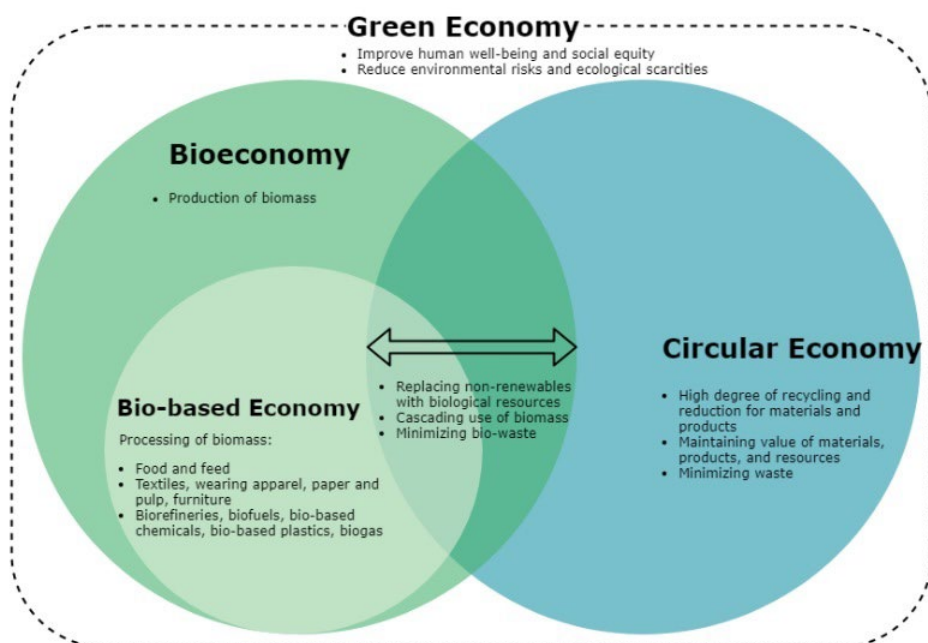 Green Economy
• Improve human well-being and social equity
• Reduce environmental risks and ecological scarcities
Bioeconomy
• Production of biomass
Bio-based Economy
Processing of biomass:
• Food and feed
• Textiles, wearing apparel, paper and
pulp, furniture
• Biorefineries, biofuels, bio-based
chemicals, bio-based plastics, biogas
• Replacing non-renewables
with biological resources
• Cascading use of biomass
• Minimizing bio-waste
Circular Economy
• High degree of recycling and
reduction for materials and
products
• Maintaining value of materials,
products, and resources
• Minimizing waste